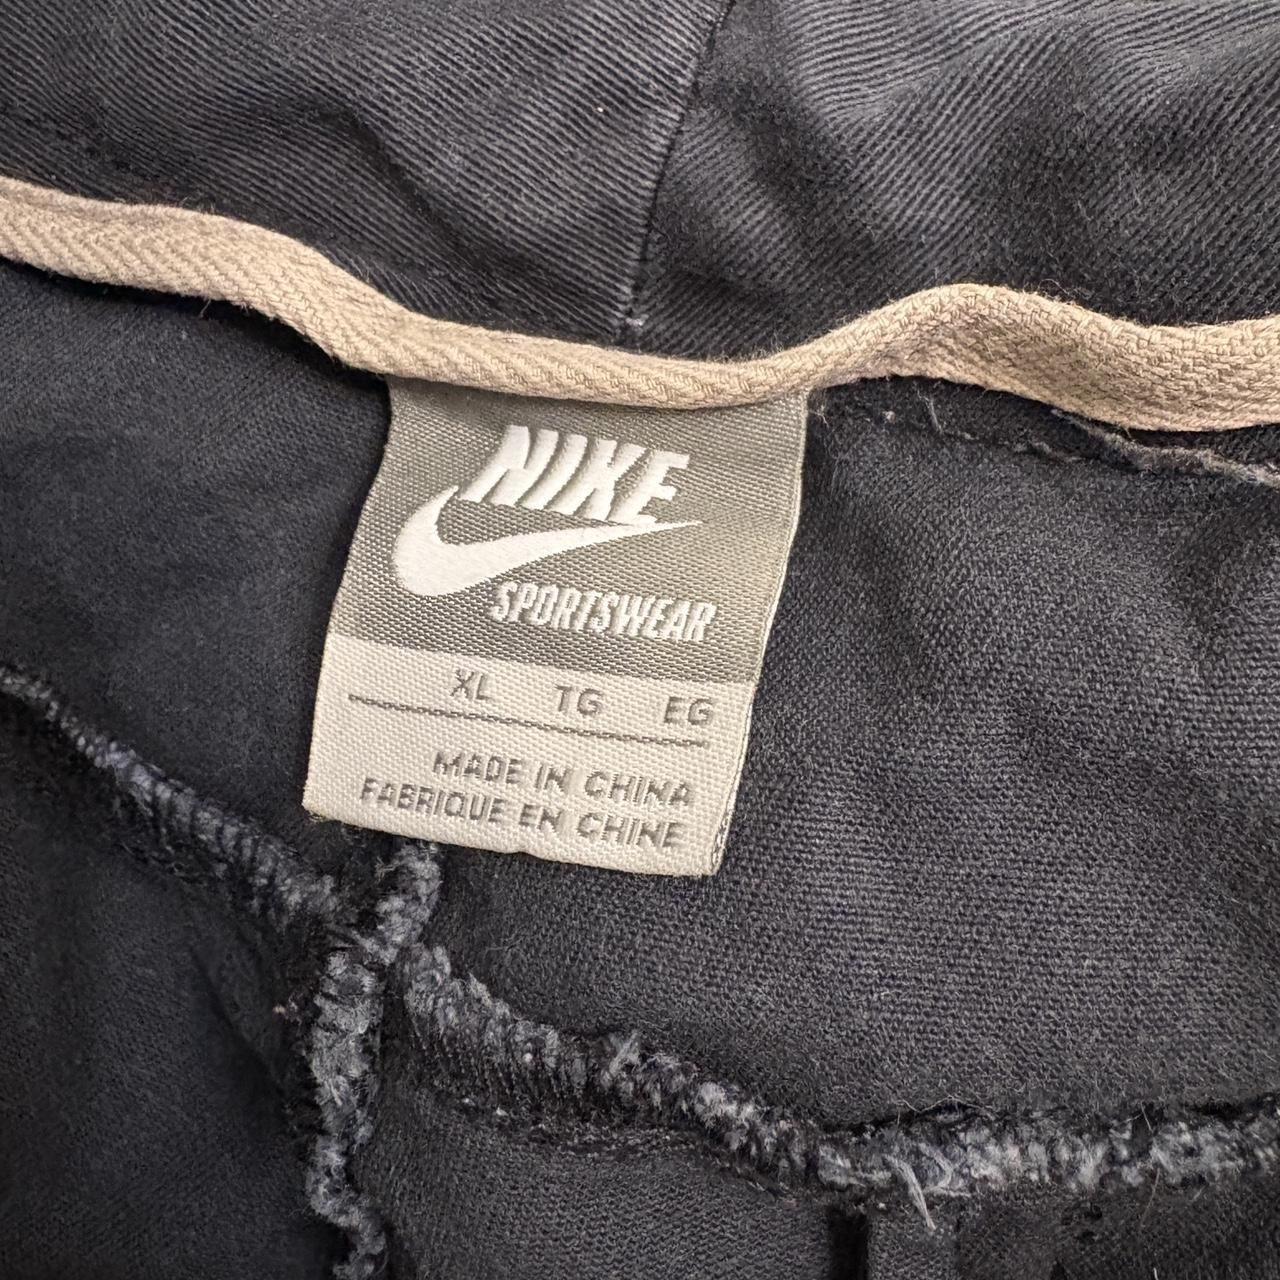 NIKE
SPORTSWEAR
XL TG EG
MADE IN CHINA
FABRIQUE EN CHINE